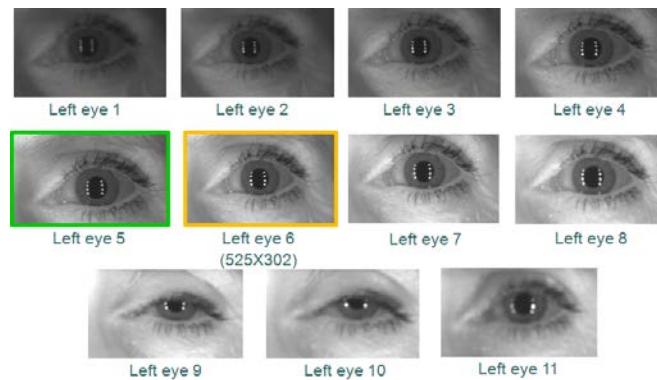 Left eye 1
Left eye 2
Left eye 3
Left eye 4
Left eye 5
Left eye 6
(525X302)
Left eye 7
Left eye 8
Left eye 9
Left eye 10
Left eye 11